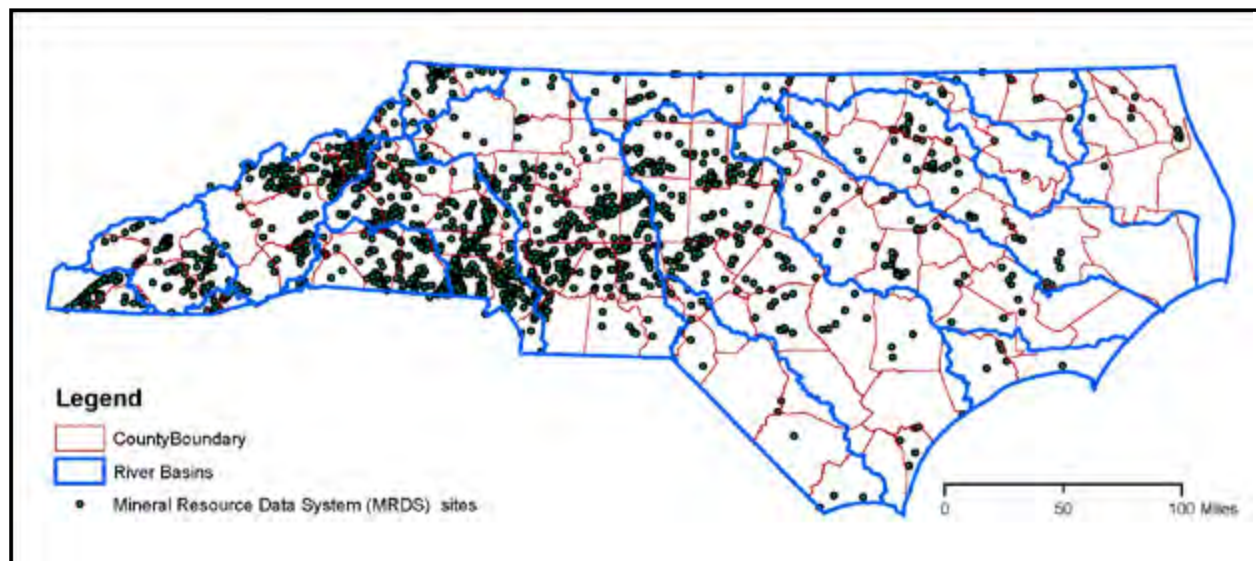 Legend
CountyBoundary
River Basins
Mineral Resource Data System (MRDS) sites
0 50 100 Miles